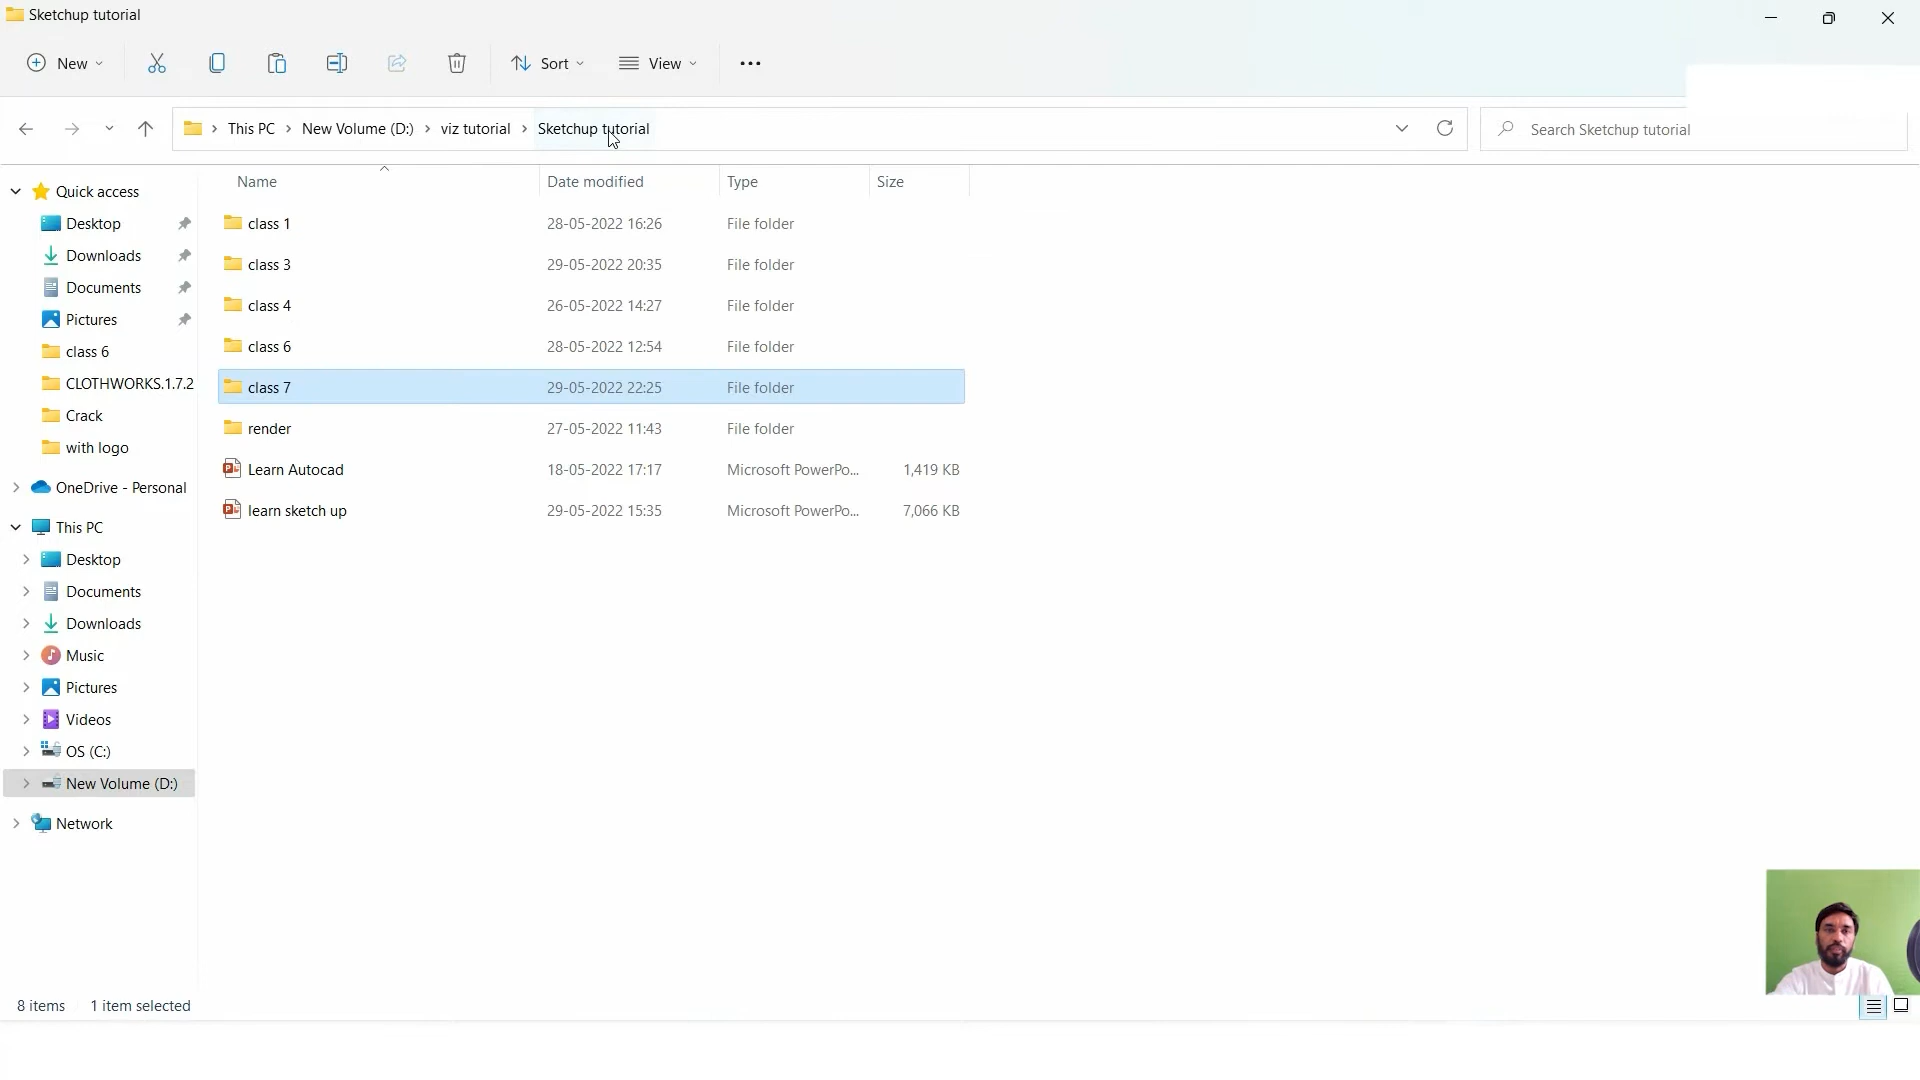 Sketchup tutorial
New
Sort
View
This PC
New Volume (D:)
viz tutorial
Sketchup tutorial
Search Sketchup tutorial
Name
Date modified
Type
Size
Quick access
Desktop
Downloads
Documents
Pictures
class 6
CLOTHWORKS.1.7.2
Crack
with logo
OneDrive - Personal
This PC
Desktop
Documents
Downloads
Music
Pictures
Videos
OS (C:)
New Volume (D:)
Network
class 1 28-05-2022 16:26 File folder
class 3 29-05-2022 20:35 File folder
class 4 26-05-2022 14:27 File folder
class 6 28-05-2022 12:54 File folder
class 7 29-05-2022 22:25 File folder
render 27-05-2022 11:43 File folder
Learn Autocad 18-05-2022 17:17 Microsoft PowerPo... 1,419 KB
learn sketch up 29-05-2022 15:35 Microsoft PowerPo... 7,066 KB
8 items 1 item selected